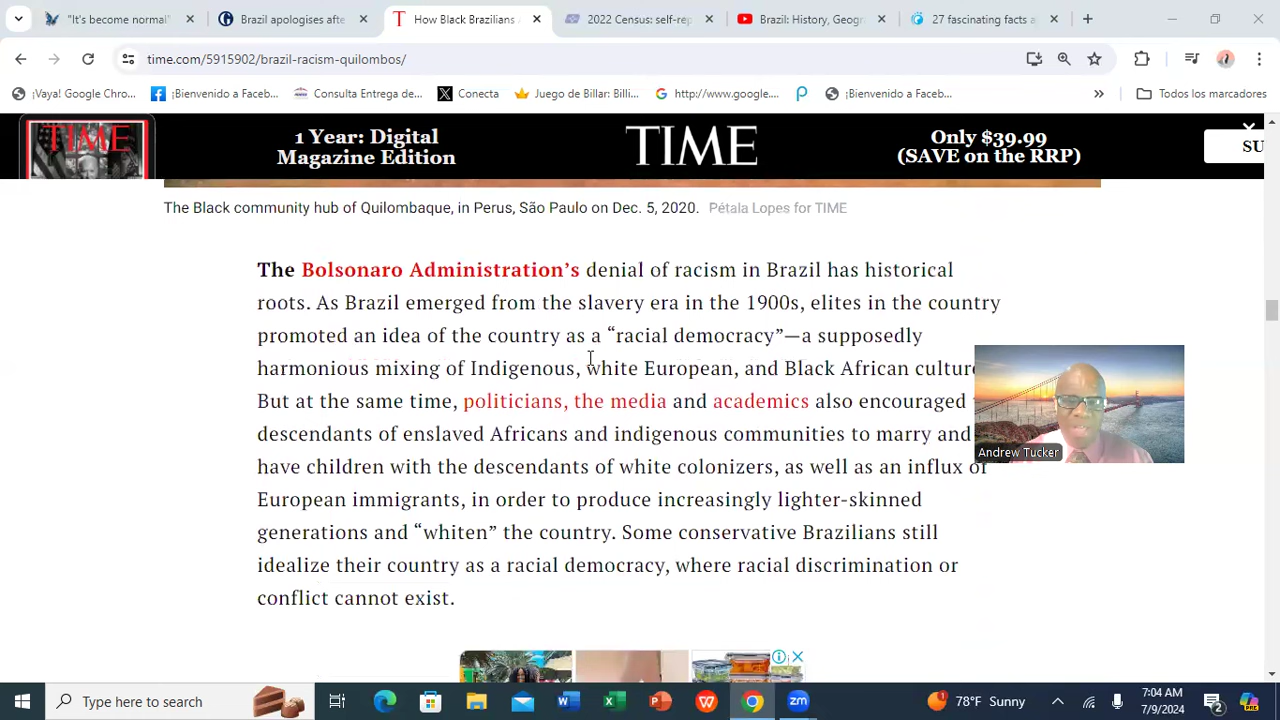 "It's become normal"
Brazil apologises afte
How Black Brazilians
2022 Census: self-rep
Brazil: History, Geogr
27 fascinating facts a
time.com/5915902/brazil-racism-quilombos/
¡Vaya! Google Chro...
¡Bienvenido a Faceb...
Consulta Entrega de...
Conecta
Juego de Billar: Billi...
http://www.google....
¡Bienvenido a Faceb...
Todos los marcadores
TIME
1 Year: Digital
Magazine Edition
TIME
Only $39.99
(SAVE on the RRP)
SU
The Black community hub of Quilombaque, in Perus, São Paulo on Dec. 5, 2020. Pétala Lopes for TIME
The Bolsonaro Administration's denial of racism in Brazil has historical
roots. As Brazil emerged from the slavery era in the 1900s, elites in the country
promoted an idea of the country as a “racial democracy”—a supposedly
harmonious mixing of Indigenous, white European, and Black African culture
But at the same time, politicians, the media and academics also encouraged
descendants of enslaved Africans and indigenous communities to marry and
have children with the descendants of white colonizers, as well as an influx of
European immigrants, in order to produce increasingly lighter-skinned
generations and “whiten” the country. Some conservative Brazilians still
idealize their country as a racial democracy, where racial discrimination or
conflict cannot exist.
Andrew Tucker
Type here to search
78°F Sunny
7:04 AM
7/9/2024
2